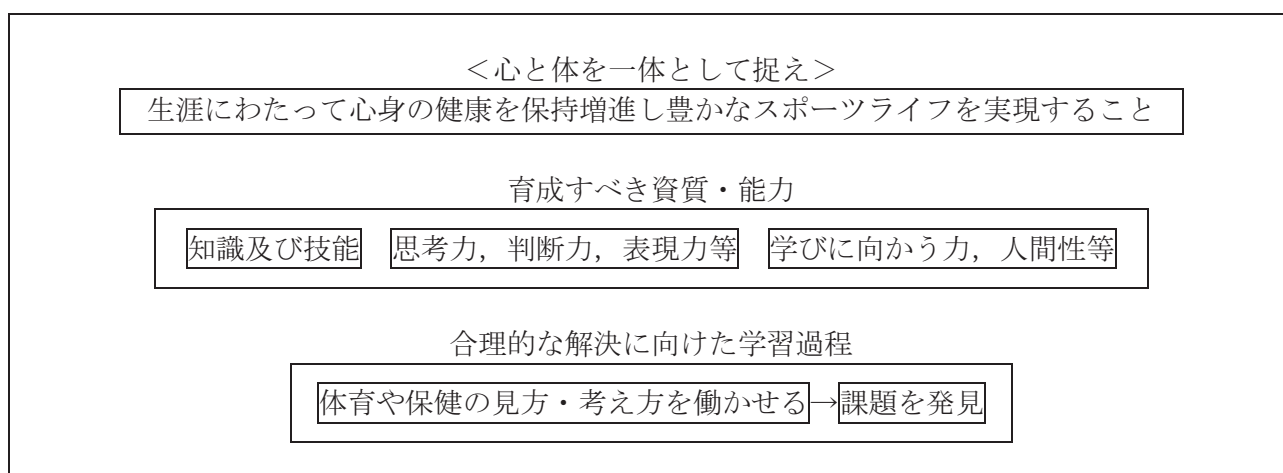 ＜心と体を一体として捉え＞
生涯にわたって心身の健康を保持増進し豊かなスポーツライフを実現すること
育成すべき資質・能力
知識及び技能　思考力，判断力，表現力等　学びに向かう力，人間性等
合理的な解決に向けた学習過程
体育や保健の見方・考え方を働かせる→課題を発見